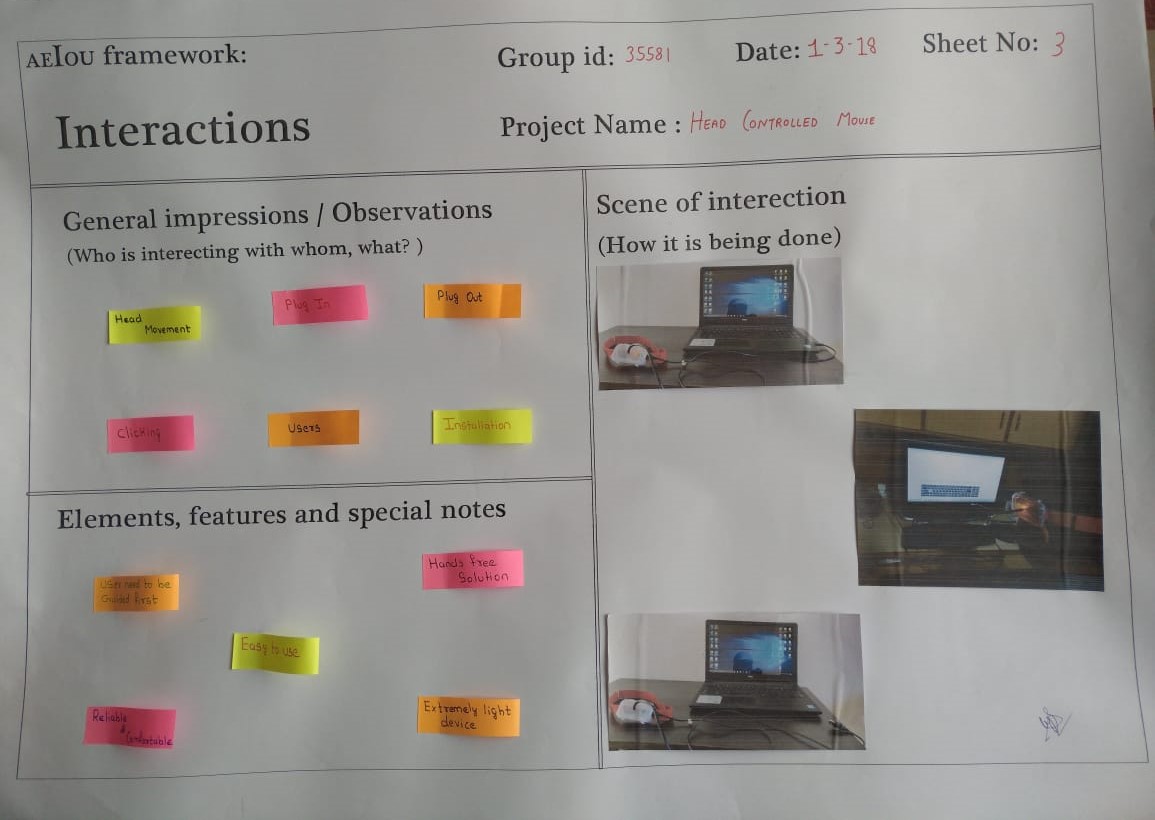 AEIOU framework:
Group id: 35581
Date: 1-3-18
Sheet No: 3
Interactions
Project Name : HEAD CONTROLLED MOUSE
General impressions / Observations
(Who is interecting with whom, what? )
Head
Movement
Plug In
Plug Out
Clicking
Users
Installation
Elements, features and special notes
User need to be
Guided first
Hands free
Solution
Easy to use
Reliable
&
Comfortable
Extremely light
device
Scene of interection
(How it is being done)